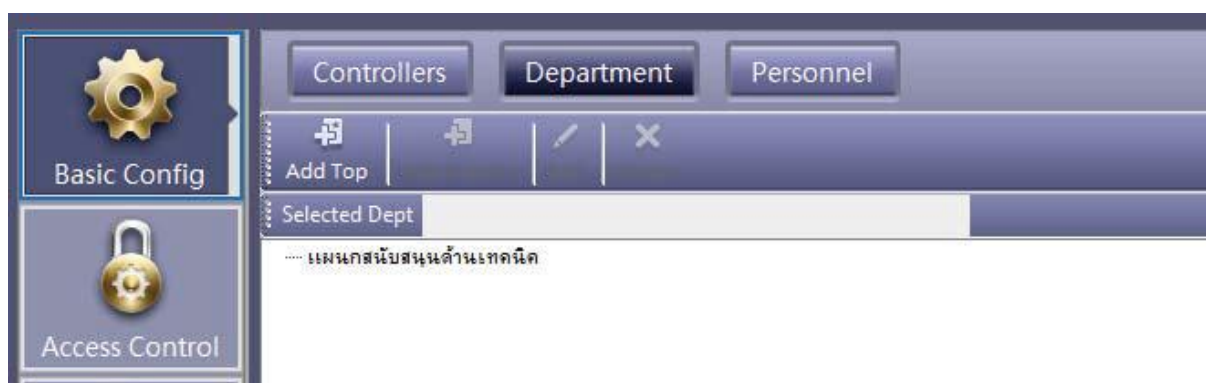 Controllers Department Personnel
Add Top
Basic Config
Selected Dept
แผนกสนับสนุนด้านเทคนิค
Access Control